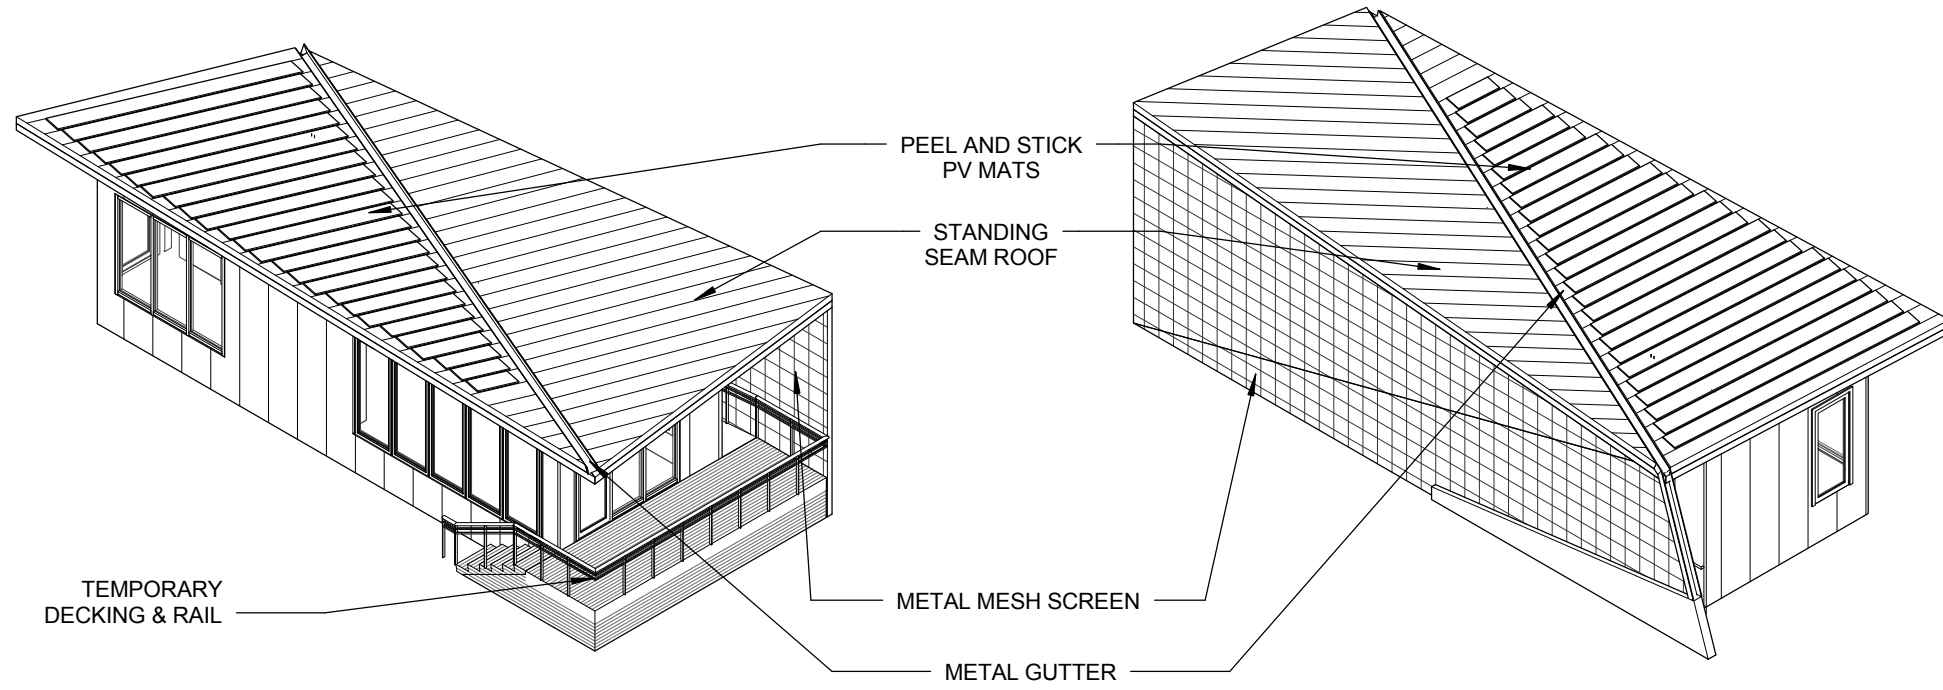 PEEL AND STICK
PV MATS
STANDING
SEAM ROOF
TEMPORARY
DECKING & RAIL
METAL MESH SCREEN
METAL GUTTER